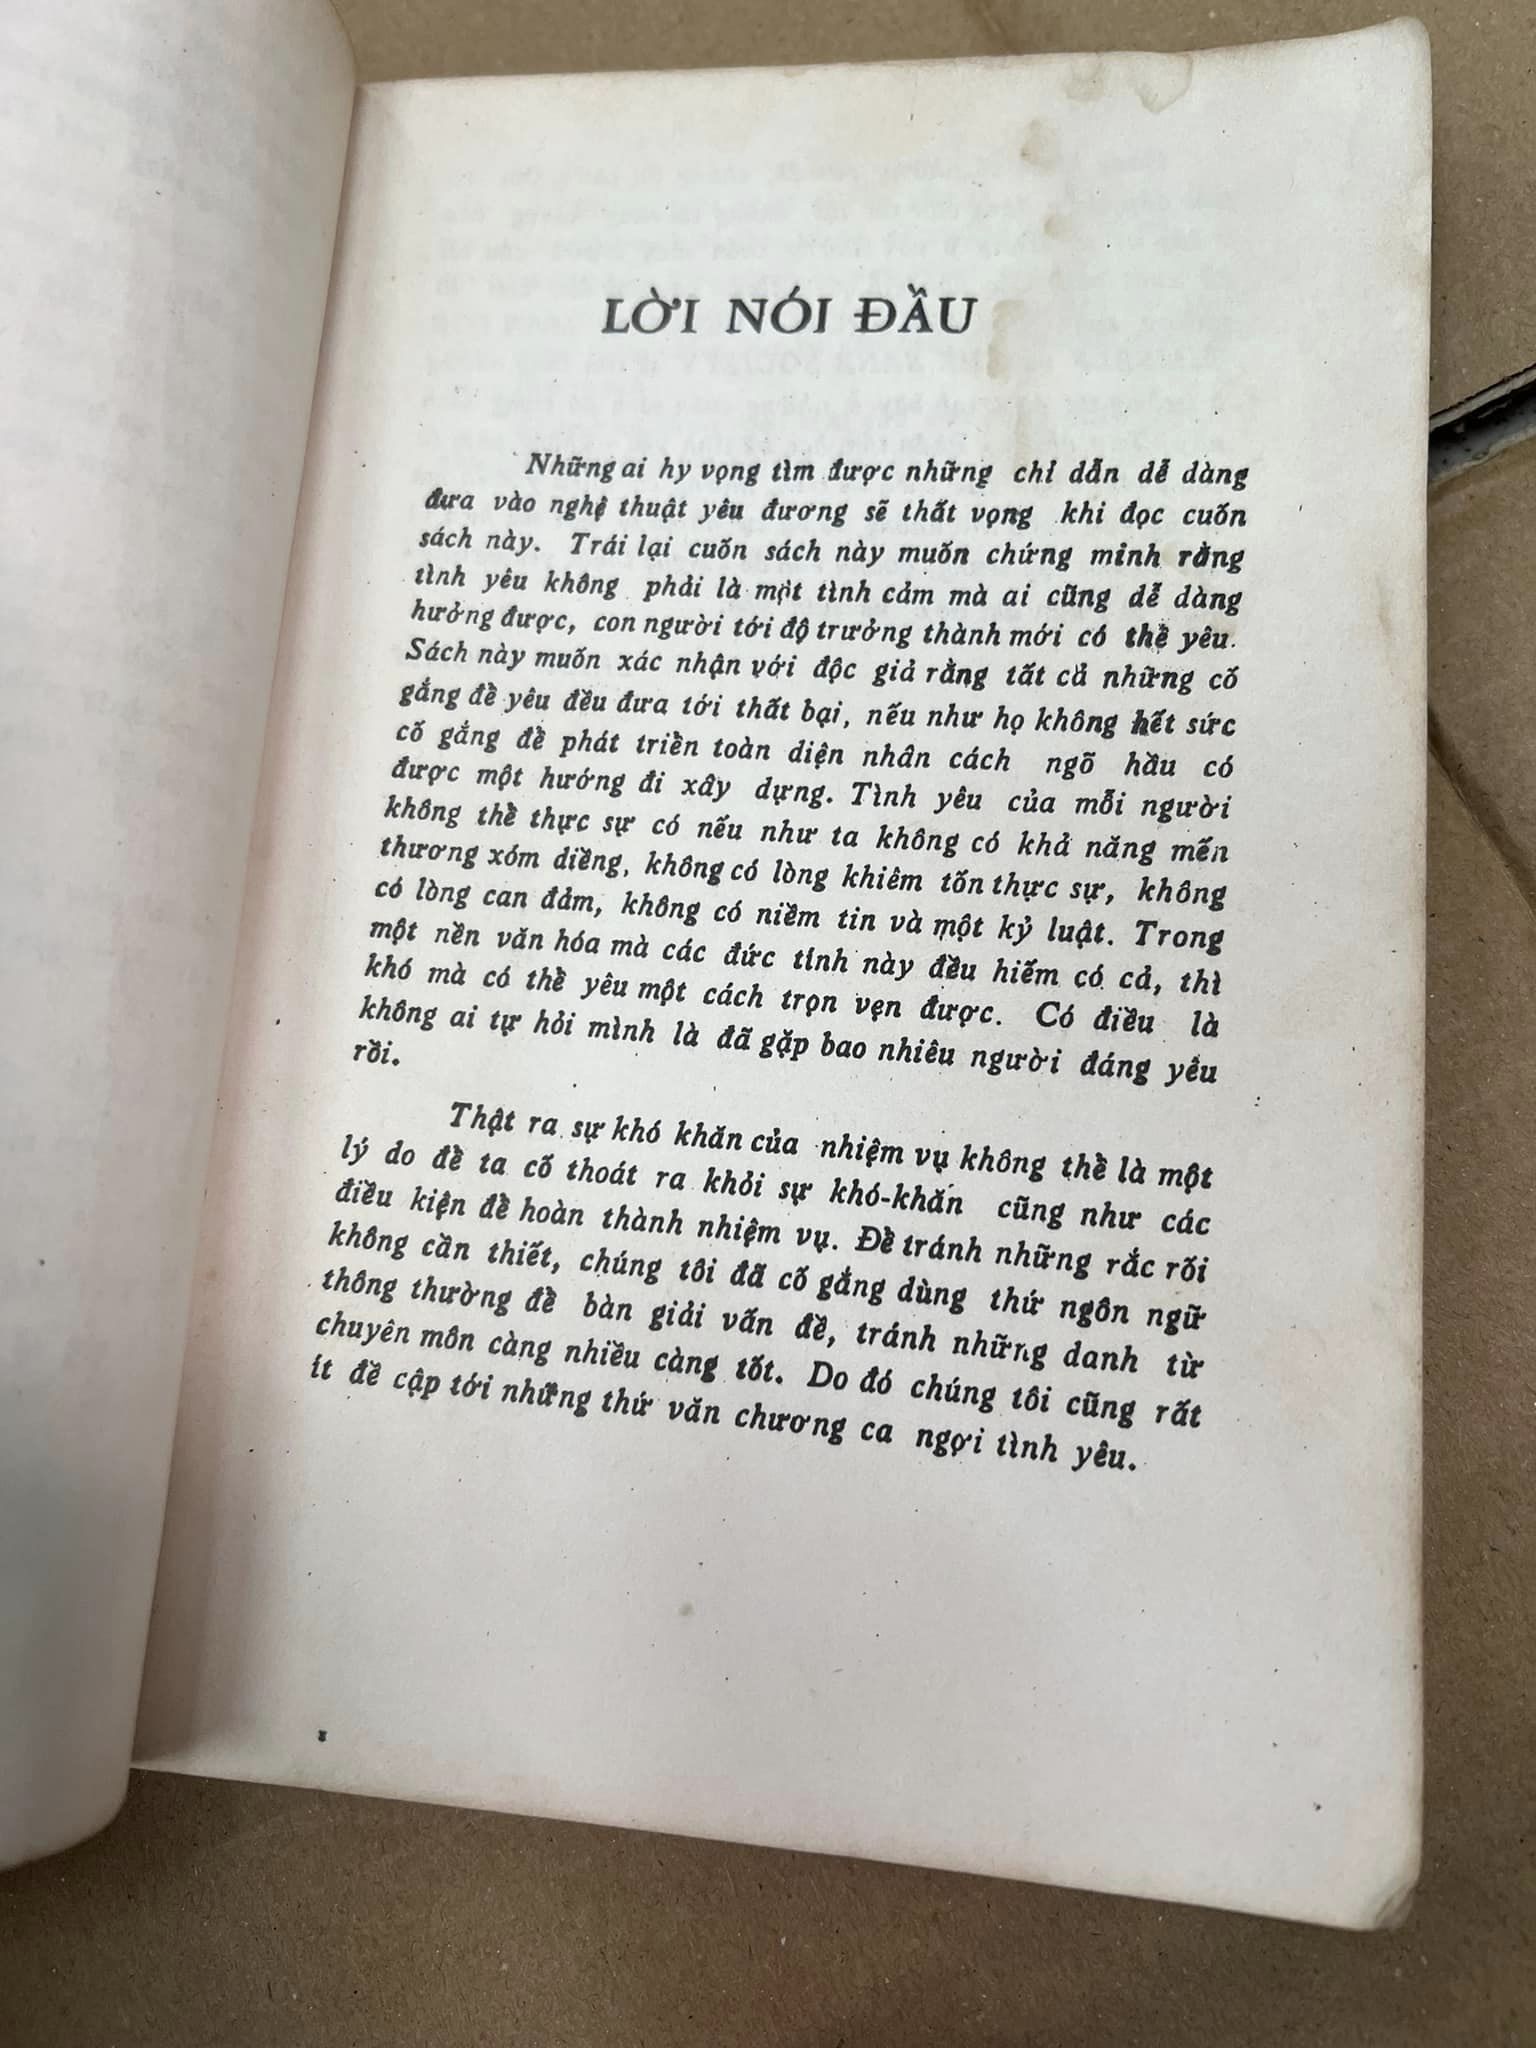 LỜI NÓI ĐẦU
Những ai hy vọng tìm được những chỉ dẫn dễ dàng
đưa vào nghệ thuật yêu đương sẽ thất vọng khi đọc cuốn
sách này. Trái lại cuốn sách này muốn chứng minh rằng
tình yêu không phải là một tình cảm mà ai cũng dễ dàng
hưởng được, con người tới độ trưởng thành mới có thể yêu.
Sách này muốn xác nhận với độc giả rằng tất cả những cố
gắng để yêu đều đưa tới thất bại, nếu như họ không hết sức
cố gắng để phát triển toàn diện nhân cách ngõ hầu có
được một hướng đi xây dựng. Tình yêu của mỗi người
không thể thực sự có nếu như ta không có khả năng mến
thương xóm diềng, không có lòng khiêm tốn thực sự, không
có lòng can đảm, không có niềm tin và một kỷ luật. Trong
một nền văn hóa mà các đức tính này đều hiếm có cả, thì
khó mà có thể yêu một cách trọn vẹn được. Có điều là
không ai tự hỏi mình là đã gặp bao nhiêu người đáng yêu
rồi.
Thật ra sự khó khăn của nhiệm vụ không thể là một
lý do để ta cố thoát ra khỏi sự khó-khăn cũng như các
điều kiện để hoàn thành nhiệm vụ. Để tránh những rắc rối
không cần thiết, chúng tôi đã cố gắng dùng thứ ngôn ngữ
thông thường để bàn giải vấn đề, tránh những danh từ
chuyên môn càng nhiều càng tốt. Do đó chúng tôi cũng rất
ít đề cập tới những thứ văn chương ca ngợi tình yêu.